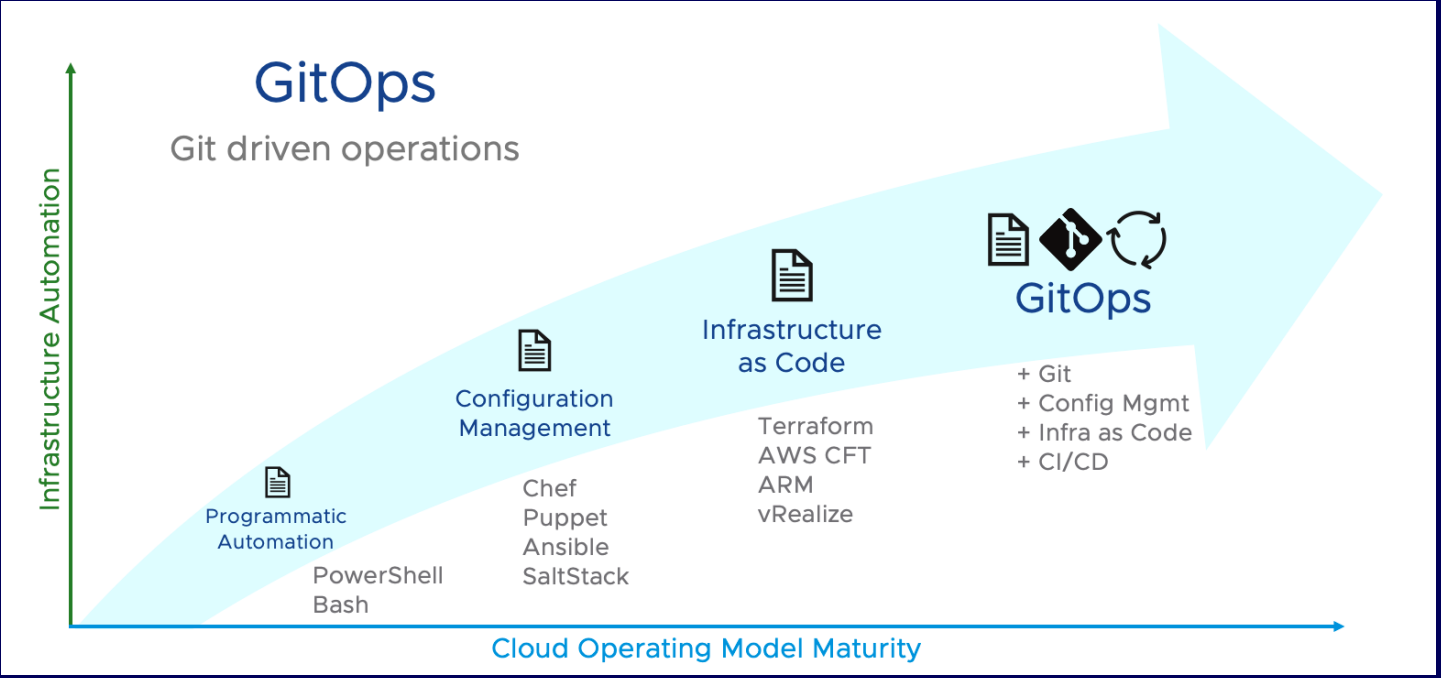 GitOps
Git driven operations
Infrastructure Automation
Programmatic
Automation
PowerShell
Bash
Configuration
Management
Chef
Puppet
Ansible
SaltStack
Infrastructure
as Code
Terraform
AWS CFT
ARM
vRealize
GitOps
+ Git
+ Config Mgmt
+ Infra as Code
+ CI/CD
Cloud Operating Model Maturity